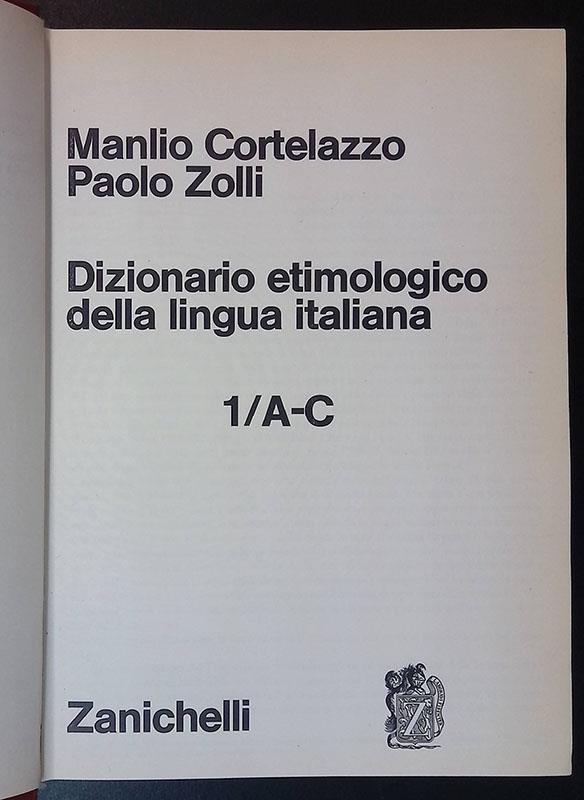 Manlio Cortelazzo
Paolo Zolli
Dizionario etimologico
della lingua italiana
1/A-C
Zanichelli
Z